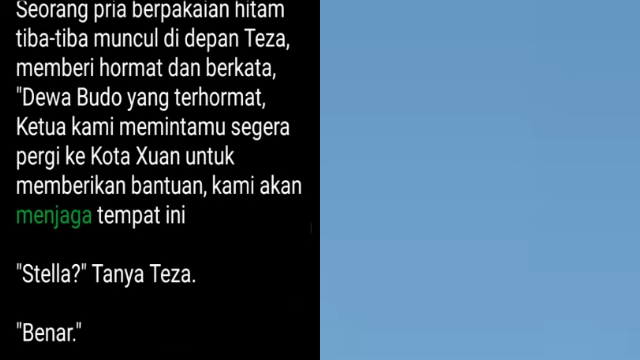 Seorang pria berpakaian hitam
tiba-tiba muncul di depan Teza,
memberi hormat dan berkata,
"Dewa Budo yang terhormat,
Ketua kami memintamu segera
pergi ke Kota Xuan untuk
memberikan bantuan, kami akan
menjaga tempat ini
"Stella?" Tanya Teza.
"Benar."